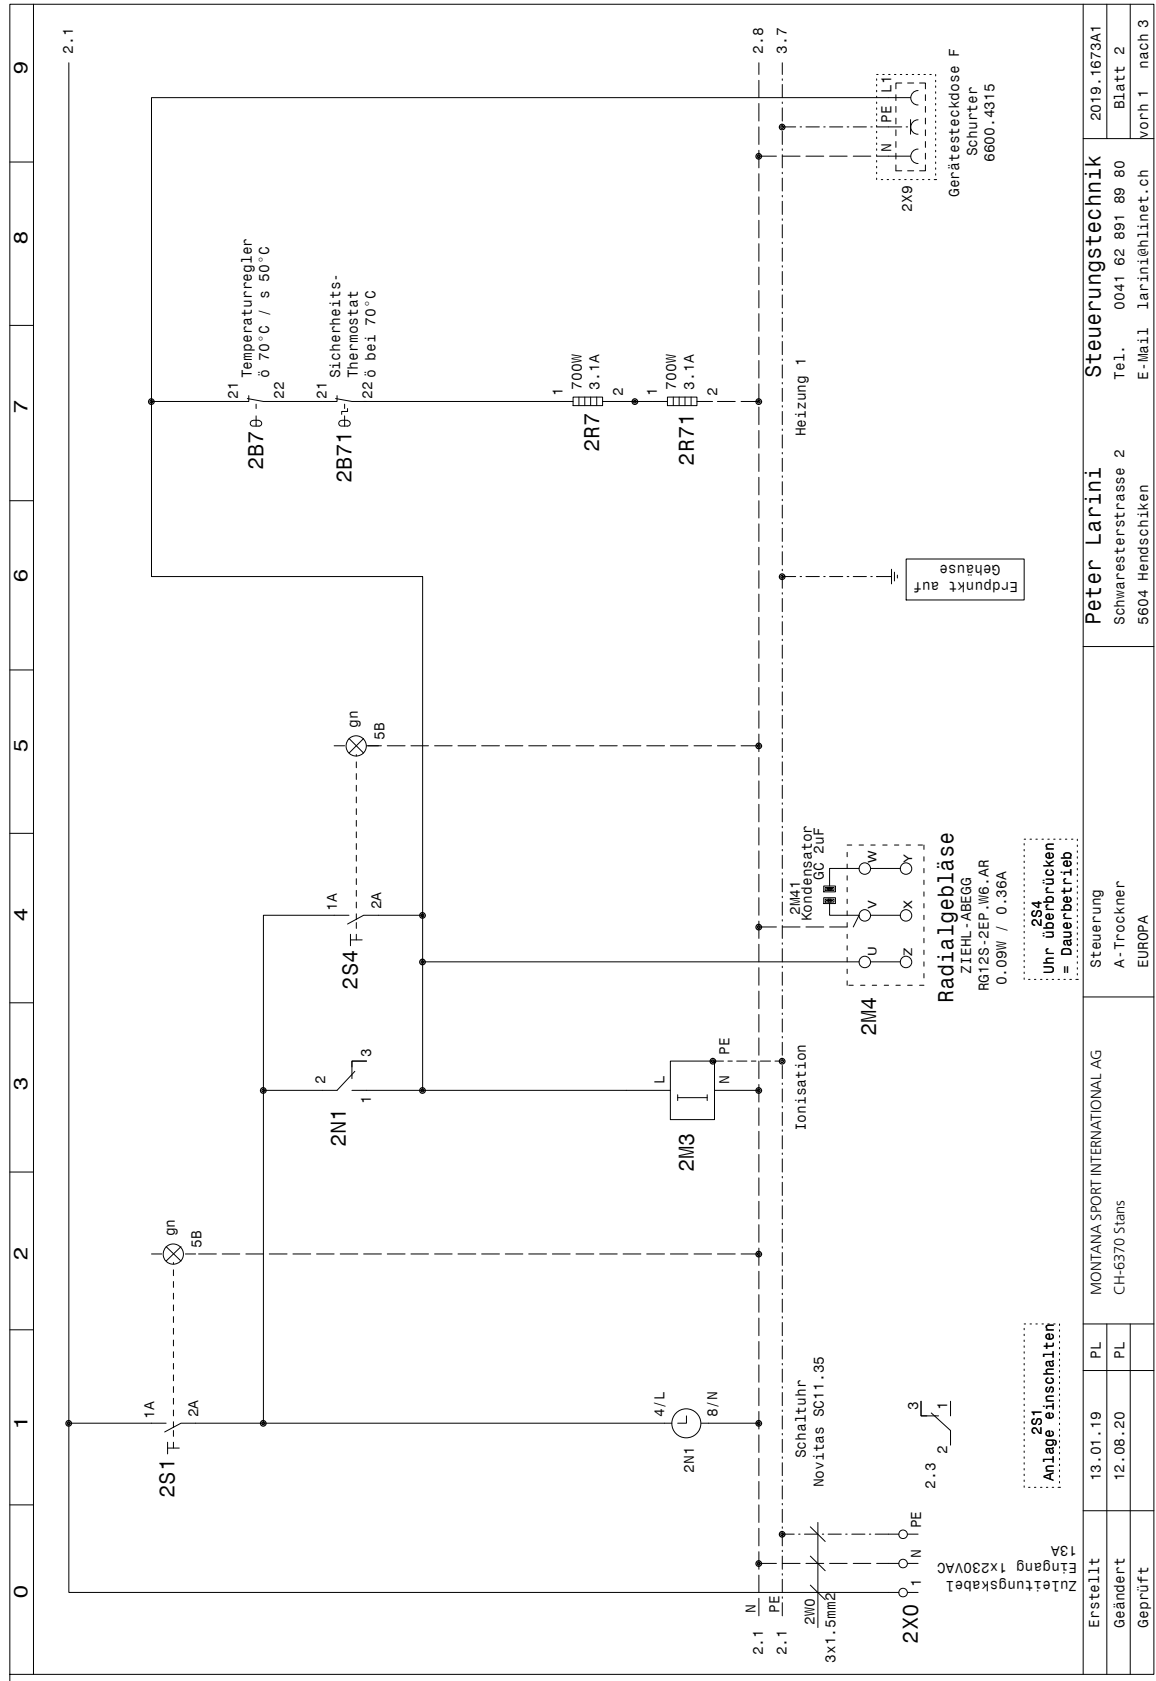 0
1
2
3
4
5
6
7
8
9
2.1
2S1
1A
2A
gn
5B
2N1
2
3
1
2S4
1A
2A
gn
5B
2B7
21
22
Temperaturregler
ö 70°C / s 50°C
2B71
21
22
Sicherheits-
Thermostat
ö bei 70°C
2R7
1
2
700W
3.1A
2R71
1
2
700W
3.1A
2N1
4/L
L
8/N
2M3
L
N
PE
2.1
N
2.8
2.1
PE
3.7
2W0
3x1.5mm2
Schaltuhr
Novitas SC11.35
Ionisation
2M41
Kondensator
GC 2uF
Heizung 1
2X0
1
N
PE
Zuleitungskabel
Eingang 1x230VAC
13A
2.3
2
3
1
2M4
U
V
W
Z
X
Y
Radialgebläse
ZIEHL-ABEGG
RG12S-2EP.W6.AR
0.09W / 0.36A
Erdpunkt auf
Gehäuse
2X9
N
PE
L1
Gerätesteckdose F
Schurter
6600.4315
2S1
Anlage einschalten
2S4
Uhr überbrücken
= Dauerbetrieb
Erstellt
13.01.19
PL
MONTANA SPORT INTERNATIONAL AG
Steuerung
Peter Larini
Steuerungstechnik
2019.1673A1
Geändert
12.08.20
PL
CH-6370 Stans
A-Trockner
Schwaresterstrasse 2
Tel. 0041 62 891 89 80
Blatt 2
Geprüft
EUROPA
5604 Hendschiken
E-Mail larini@hlinet.ch
vorh 1 nach 3